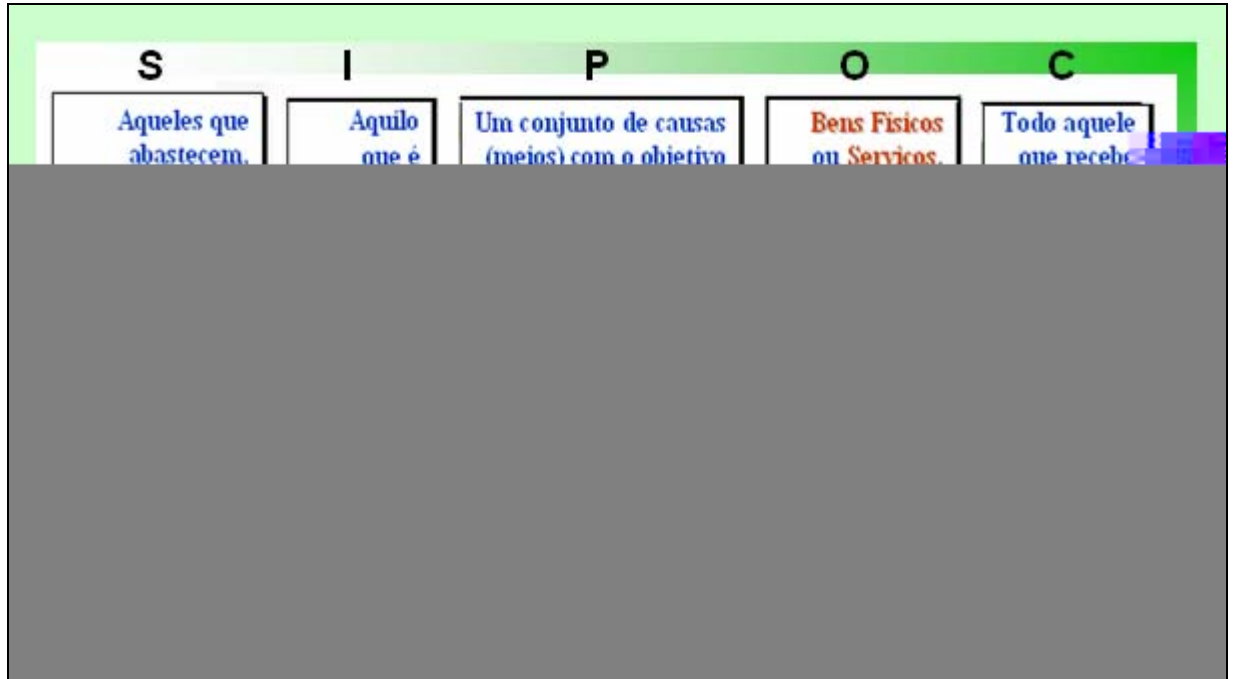 S I P O C
Aqueles que
abastecem.
Aquilo
que é
Um conjunto de causas
(meios) com o objetivo
Bens Físicos
ou Serviços.
Todo aquele
que recebe